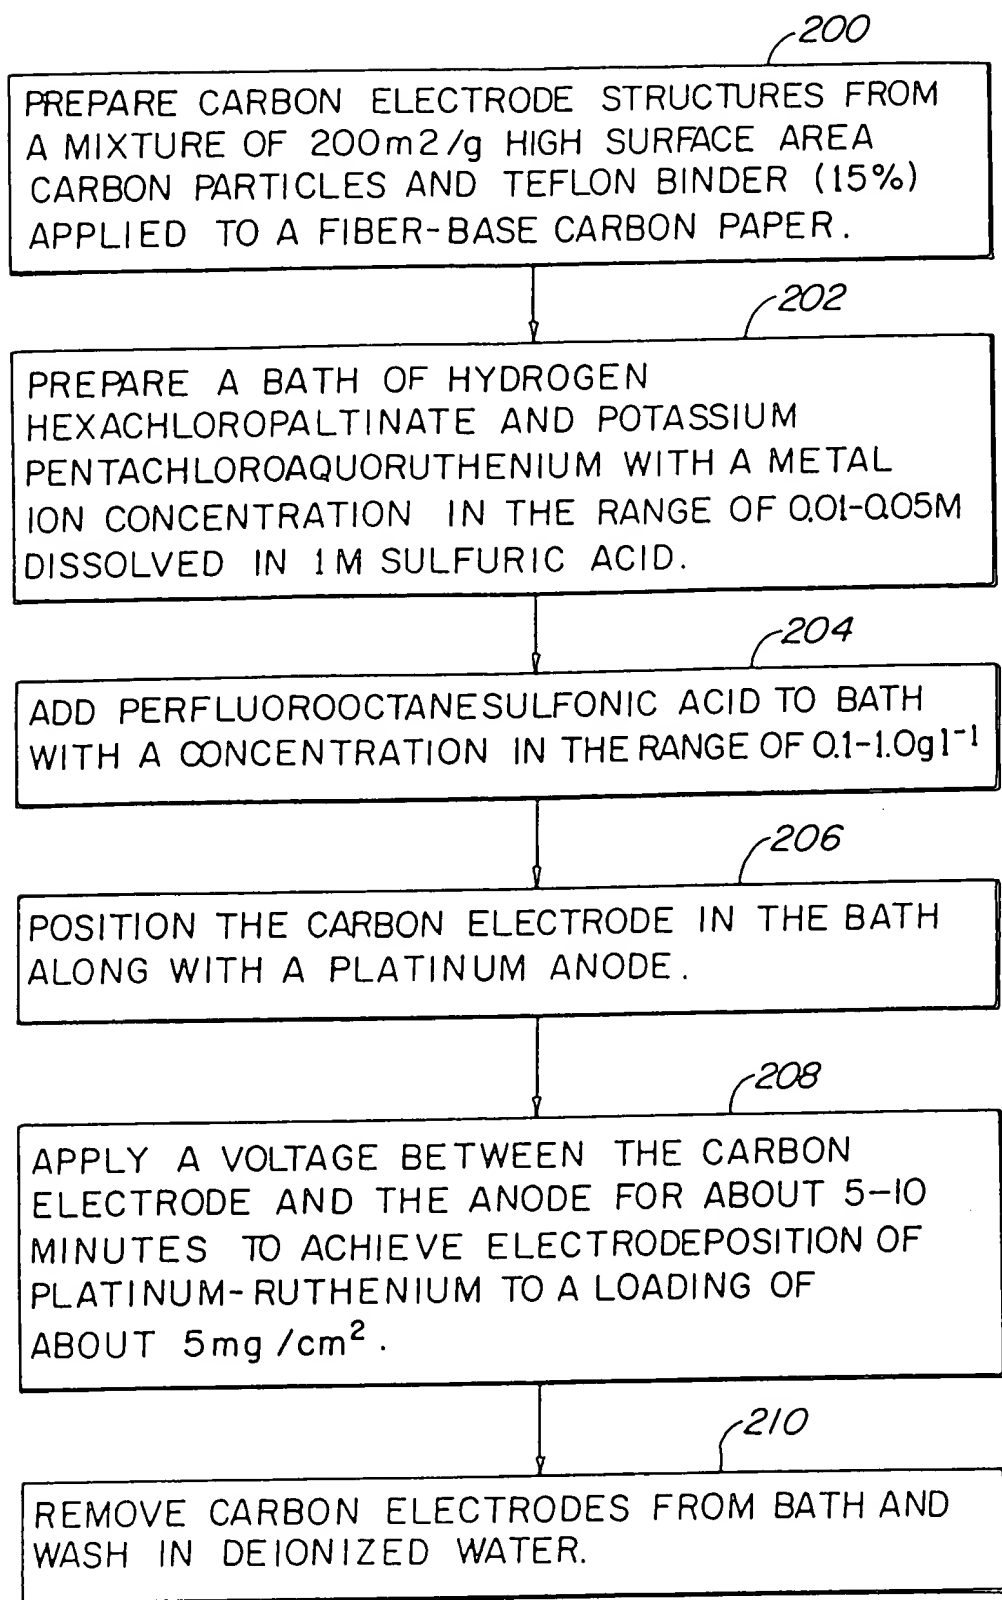 200
PREPARE CARBON ELECTRODE STRUCTURES FROM
A MIXTURE OF 200m2/g HIGH SURFACE AREA
CARBON PARTICLES AND TEFLON BINDER (15%)
APPLIED TO A FIBER-BASE CARBON PAPER.
202
PREPARE A BATH OF HYDROGEN
HEXACHLOROPALTINATE AND POTASSIUM
PENTACHLOROAQUORUTHENIUM WITH A METAL
ION CONCENTRATION IN THE RANGE OF 0.01-0.05M
DISSOLVED IN 1M SULFURIC ACID.
204
ADD PERFLUOROOCTANESULFONIC ACID TO BATH
WITH A CONCENTRATION IN THE RANGE OF 0.1-1.0gl⁻¹
206
POSITION THE CARBON ELECTRODE IN THE BATH
ALONG WITH A PLATINUM ANODE.
208
APPLY A VOLTAGE BETWEEN THE CARBON
ELECTRODE AND THE ANODE FOR ABOUT 5-10
MINUTES TO ACHIEVE ELECTRODEPOSITION OF
PLATINUM-RUTHENIUM TO A LOADING OF
ABOUT 5mg/cm².
210
REMOVE CARBON ELECTRODES FROM BATH AND
WASH IN DEIONIZED WATER.